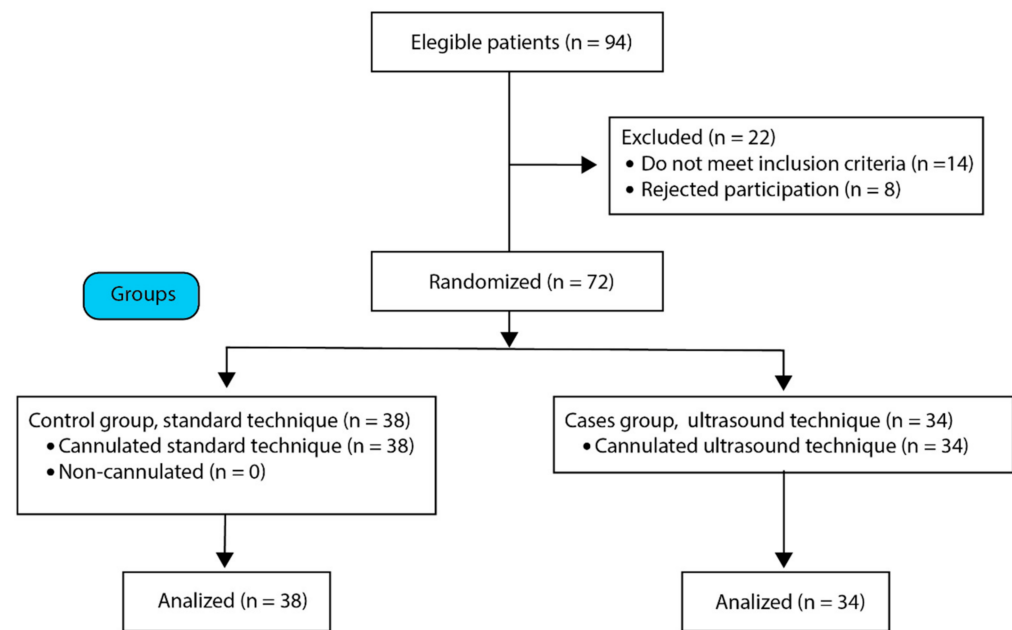 Elegible patients (n = 94)
Excluded (n = 22)
• Do not meet inclusion criteria (n =14)
• Rejected participation (n = 8)
Randomized (n = 72)
Groups
Control group, standard technique (n = 38)
• Cannulated standard technique (n = 38)
• Non-cannulated (n = 0)
Cases group, ultrasound technique (n = 34)
• Cannulated ultrasound technique (n = 34)
Analized (n = 38)
Analized (n = 34)